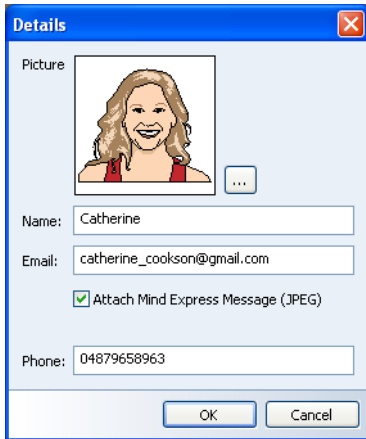 Details
Picture
...
Name: Catherine
Email: catherine_cookson@gmail.com
Attach Mind Express Message (JPEG)
Phone: 04879658963
OK Cancel